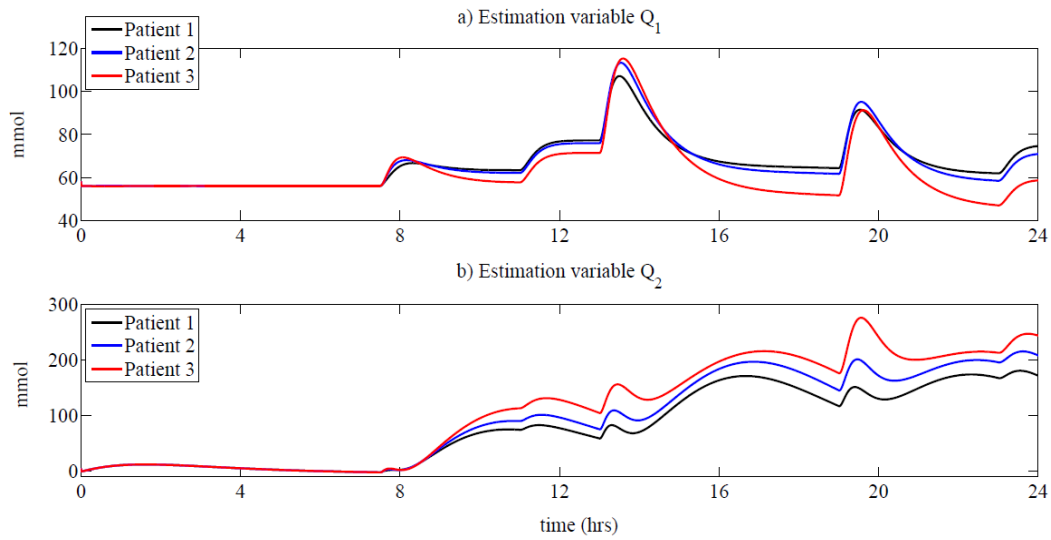 a) Estimation variable Q1
Patient 1
Patient 2
Patient 3
120
100
80
60
40
mmol
0 4 8 12 16 20 24
b) Estimation variable Q2
Patient 1
Patient 2
Patient 3
300
200
100
0
mmol
0 4 8 12 16 20 24
time (hrs)